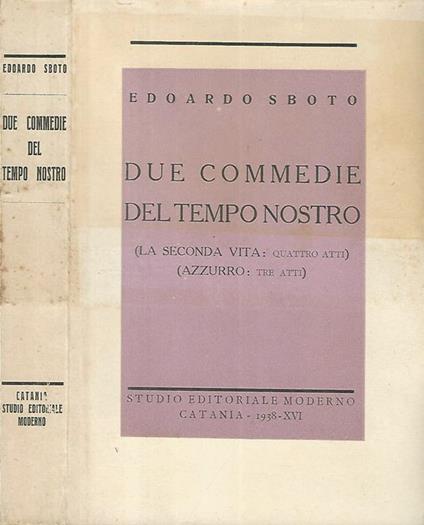 EDOARDO SBOTO
DUE COMMEDIE
DEL
TEMPO NOSTRO
CATANIA
STUDIO EDITORIALE
MODERNO
EDOARDO SBOTO
DUE COMMEDIE
DEL TEMPO NOSTRO
(LA SECONDA VITA: QUATTRO ATTI)
(AZZURRO: TRE ATTI)
STUDIO EDITORIALE MODERNO
CATANIA - 1938-XVI